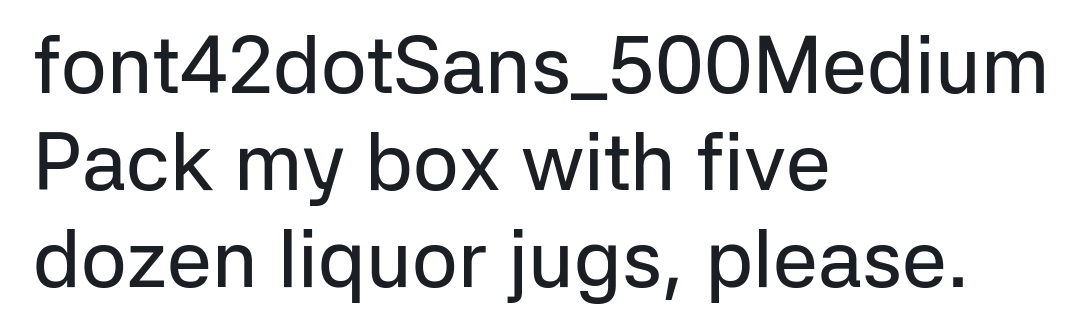 font42dotSans_500Medium
Pack my box with five
dozen liquor jugs, please.